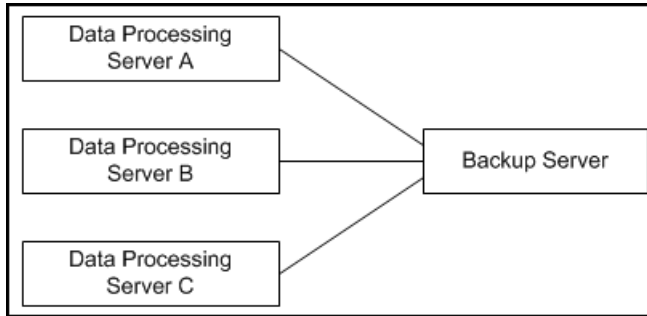 Data Processing
Server A
Data Processing
Server B
Backup Server
Data Processing
Server C